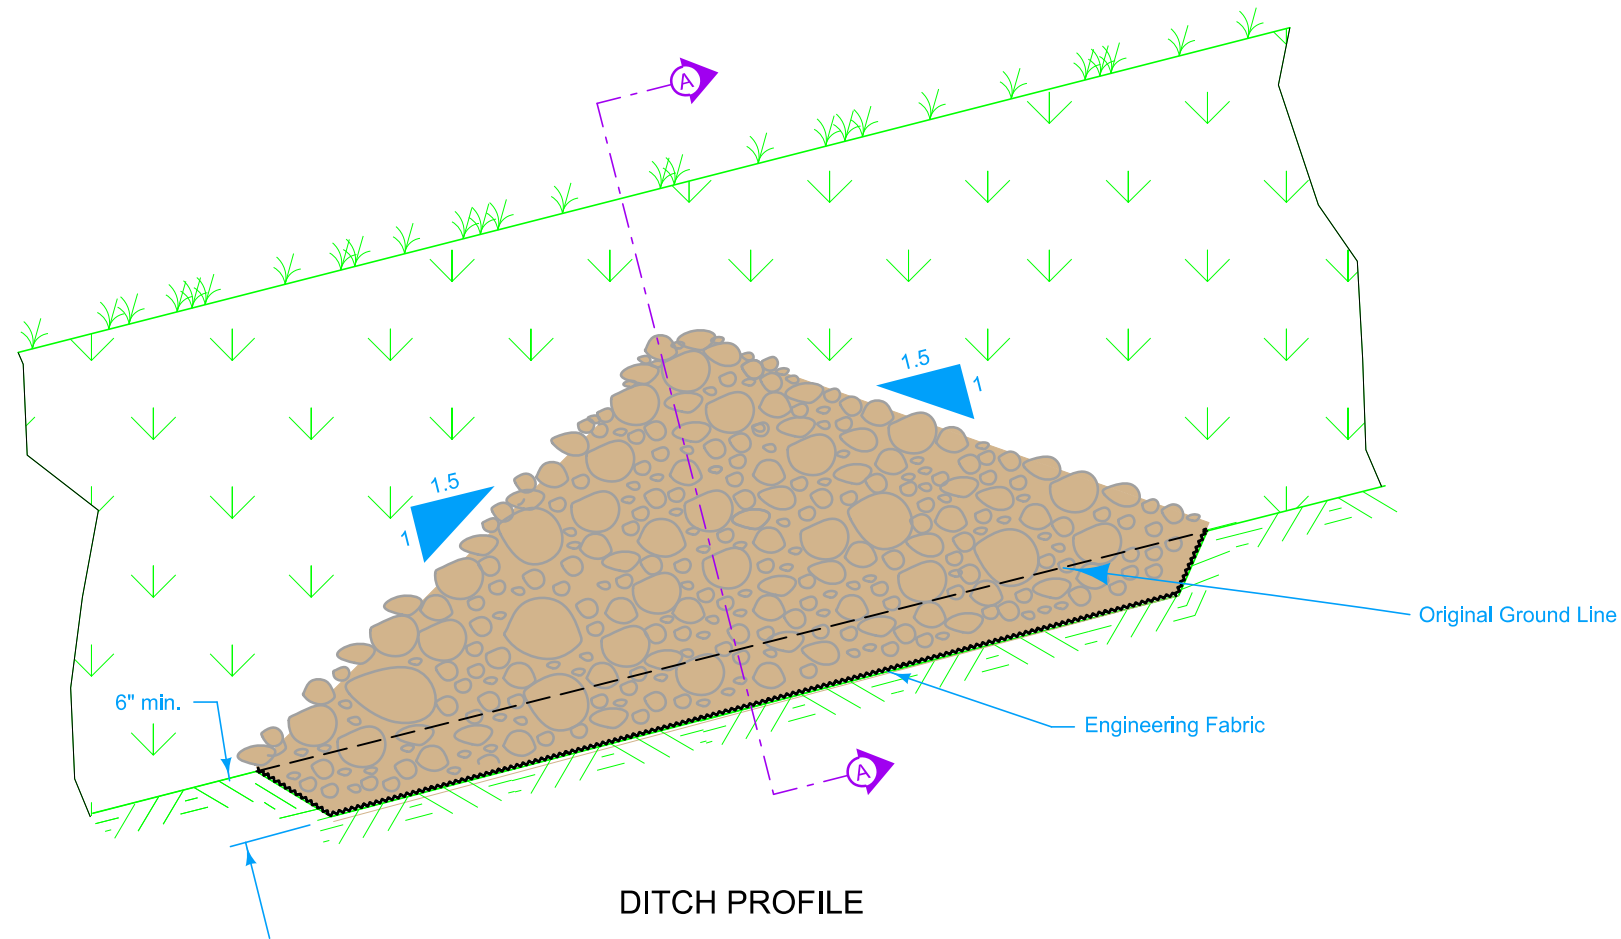 A
1.5
1
1.5
1
Original Ground Line
6" min.
Engineering Fabric
A
DITCH PROFILE